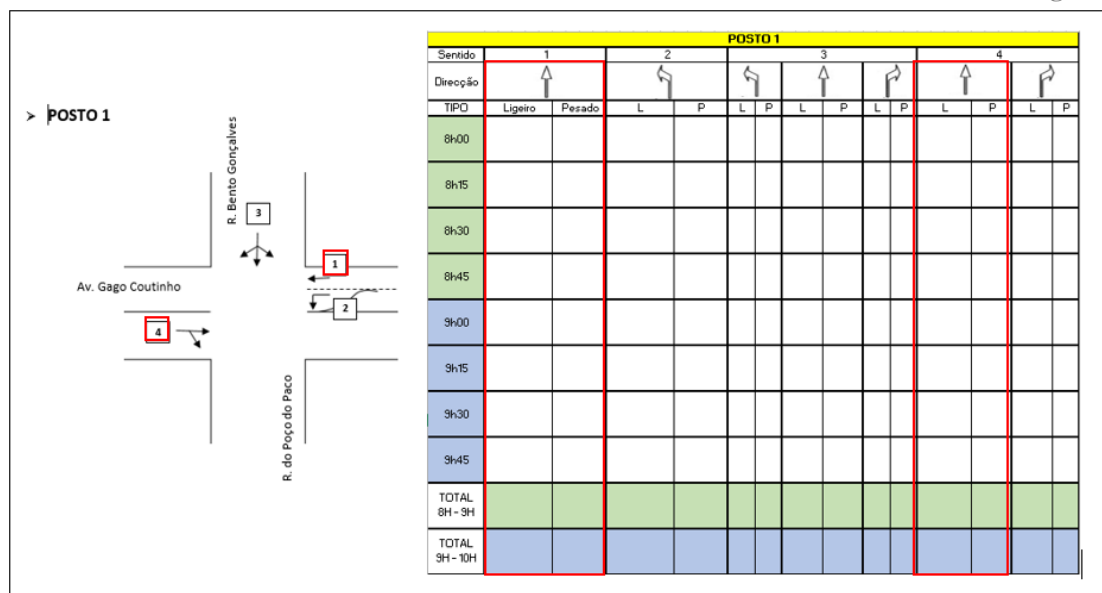 ➢ POSTO 1
R. Bento Gonçalves
3
1
Av. Gago Coutinho
2
4
R. do Poço do Paco
POSTO 1
Sentido 1 2 3 4
Direcção
TIPO Ligeiro Pesado L P L P L P L P L P L P
8h00
8h15
8h30
8h45
9h00
9h15
9h30
9h45
TOTAL
8H - 9H
TOTAL
9H - 10H